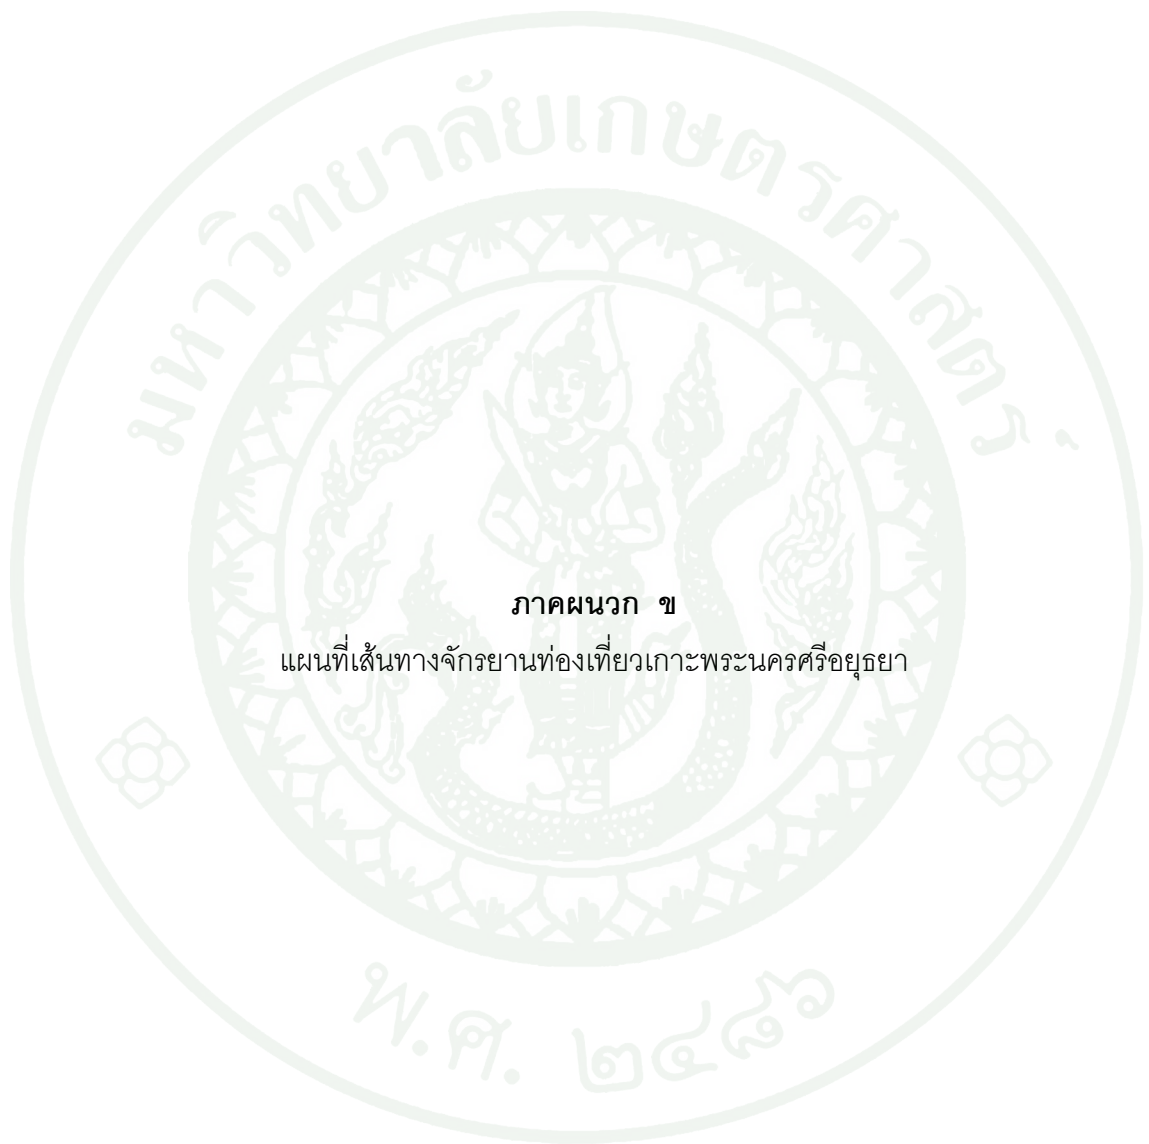 มหาวิทยาลัยเกษตรศาสตร์
ภาคผนวก ข
แผนที่เส้นทางจักรยานท่องเที่ยวเกาะพระนครศรีอยุธยา
พ.ศ. ๒๔๘๖